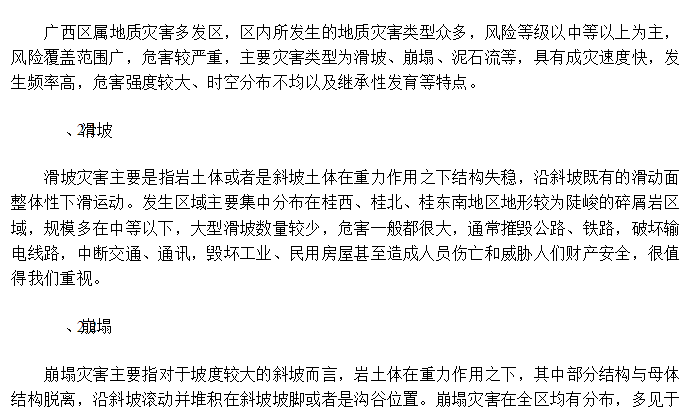 广西区属地质灾害多发区，区内所发生的地质灾害类型众多，风险等级以中等以上为主，
风险覆盖范围广，危害较严重，主要灾害类型为滑坡、崩塌、泥石流等，具有成灾速度快，发
生频率高，危害强度较大、时空分布不均以及继承性发育等特点。
、滑坡
滑坡灾害主要是指岩土体或者是斜坡土体在重力作用之下结构失稳，沿斜坡既有的滑动面
整体性下滑运动。发生区域主要集中分布在桂西、桂北、桂东南地区地形较为陡峻的碎屑岩区
域，规模多在中等以下，大型滑坡数量较少，危害一般都很大，通常摧毁公路、铁路，破坏输
电线路，中断交通、通讯，毁坏工业、民用房屋甚至造成人员伤亡和威胁人们财产安全，很值
得我们重视。
、崩塌
崩塌灾害主要指对于坡度较大的斜坡而言，岩土体在重力作用之下，其中部分结构与母体
结构脱离，沿斜坡滚动并堆积在斜坡坡脚或者是沟谷位置。崩塌灾害在全区均有分布，多见于